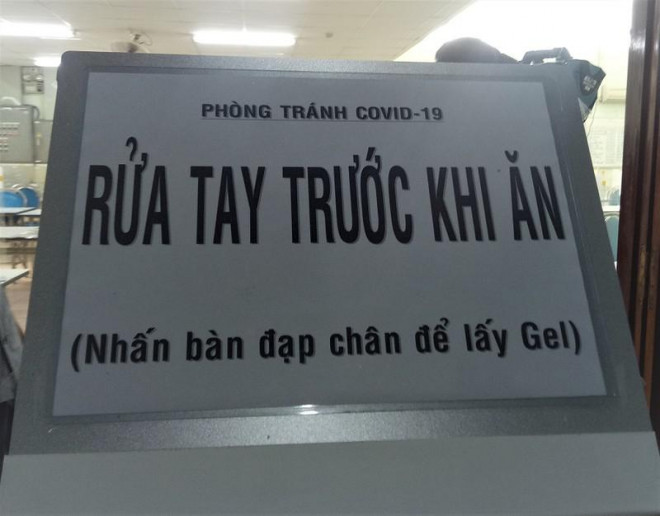 PHÒNG TRÁNH COVID-19
RỬA TAY TRƯỚC KHI ĂN
(Nhấn bàn đạp chân để lấy Gel)